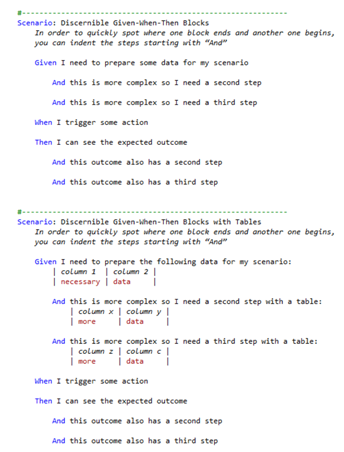 #--------------------------------------------------------------
Scenario: Discernible Given-When-Then Blocks
In order to quickly spot where one block ends and another one begins,
you can indent the steps starting with “And”
Given I need to prepare some data for my scenario
And this is more complex so I need a second step
And this is more complex so I need a third step
When I trigger some action
Then I can see the expected outcome
And this outcome also has a second step
And this outcome also has a third step
#--------------------------------------------------------------
Scenario: Discernible Given-When-Then Blocks with Tables
In order to quickly spot where one block ends and another one begins,
you can indent the steps starting with “And”
Given I need to prepare the following data for my scenario:
| column 1 | column 2 |
| necessary | data |
And this is more complex so I need a second step with a table:
| column x | column y |
| more | data |
And this is more complex so I need a third step with a table:
| column z | column c |
| more | data |
When I trigger some action
Then I can see the expected outcome
And this outcome also has a second step
And this outcome also has a third step